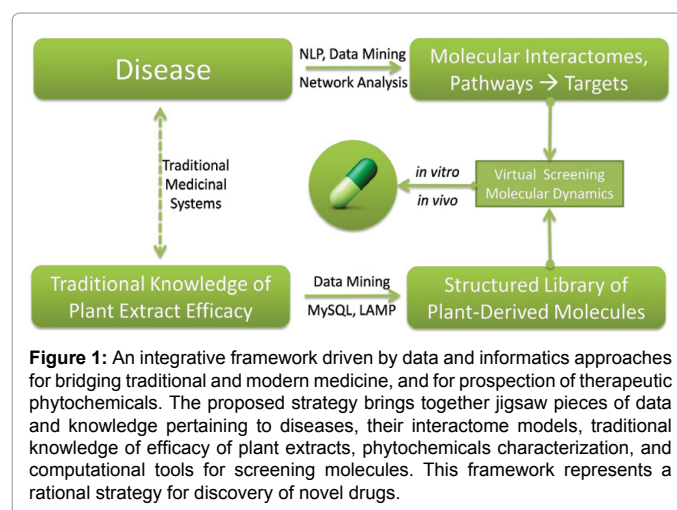 Disease
NLP, Data Mining
Network Analysis
Molecular Interactomes,
Pathways → Targets
Traditional
Medicinal
Systems
in vitro
in vivo
Virtual Screening
Molecular Dynamics
Traditional Knowledge of
Plant Extract Efficacy
Data Mining
MySQL, LAMP
Structured Library of
Plant-Derived Molecules
Figure 1: An integrative framework driven by data and informatics approaches
for bridging traditional and modern medicine, and for prospection of therapeutic
phytochemicals. The proposed strategy brings together jigsaw pieces of data
and knowledge pertaining to diseases, their interactome models, traditional
knowledge of efficacy of plant extracts, phytochemicals characterization, and
computational tools for screening molecules. This framework represents a
rational strategy for discovery of novel drugs.